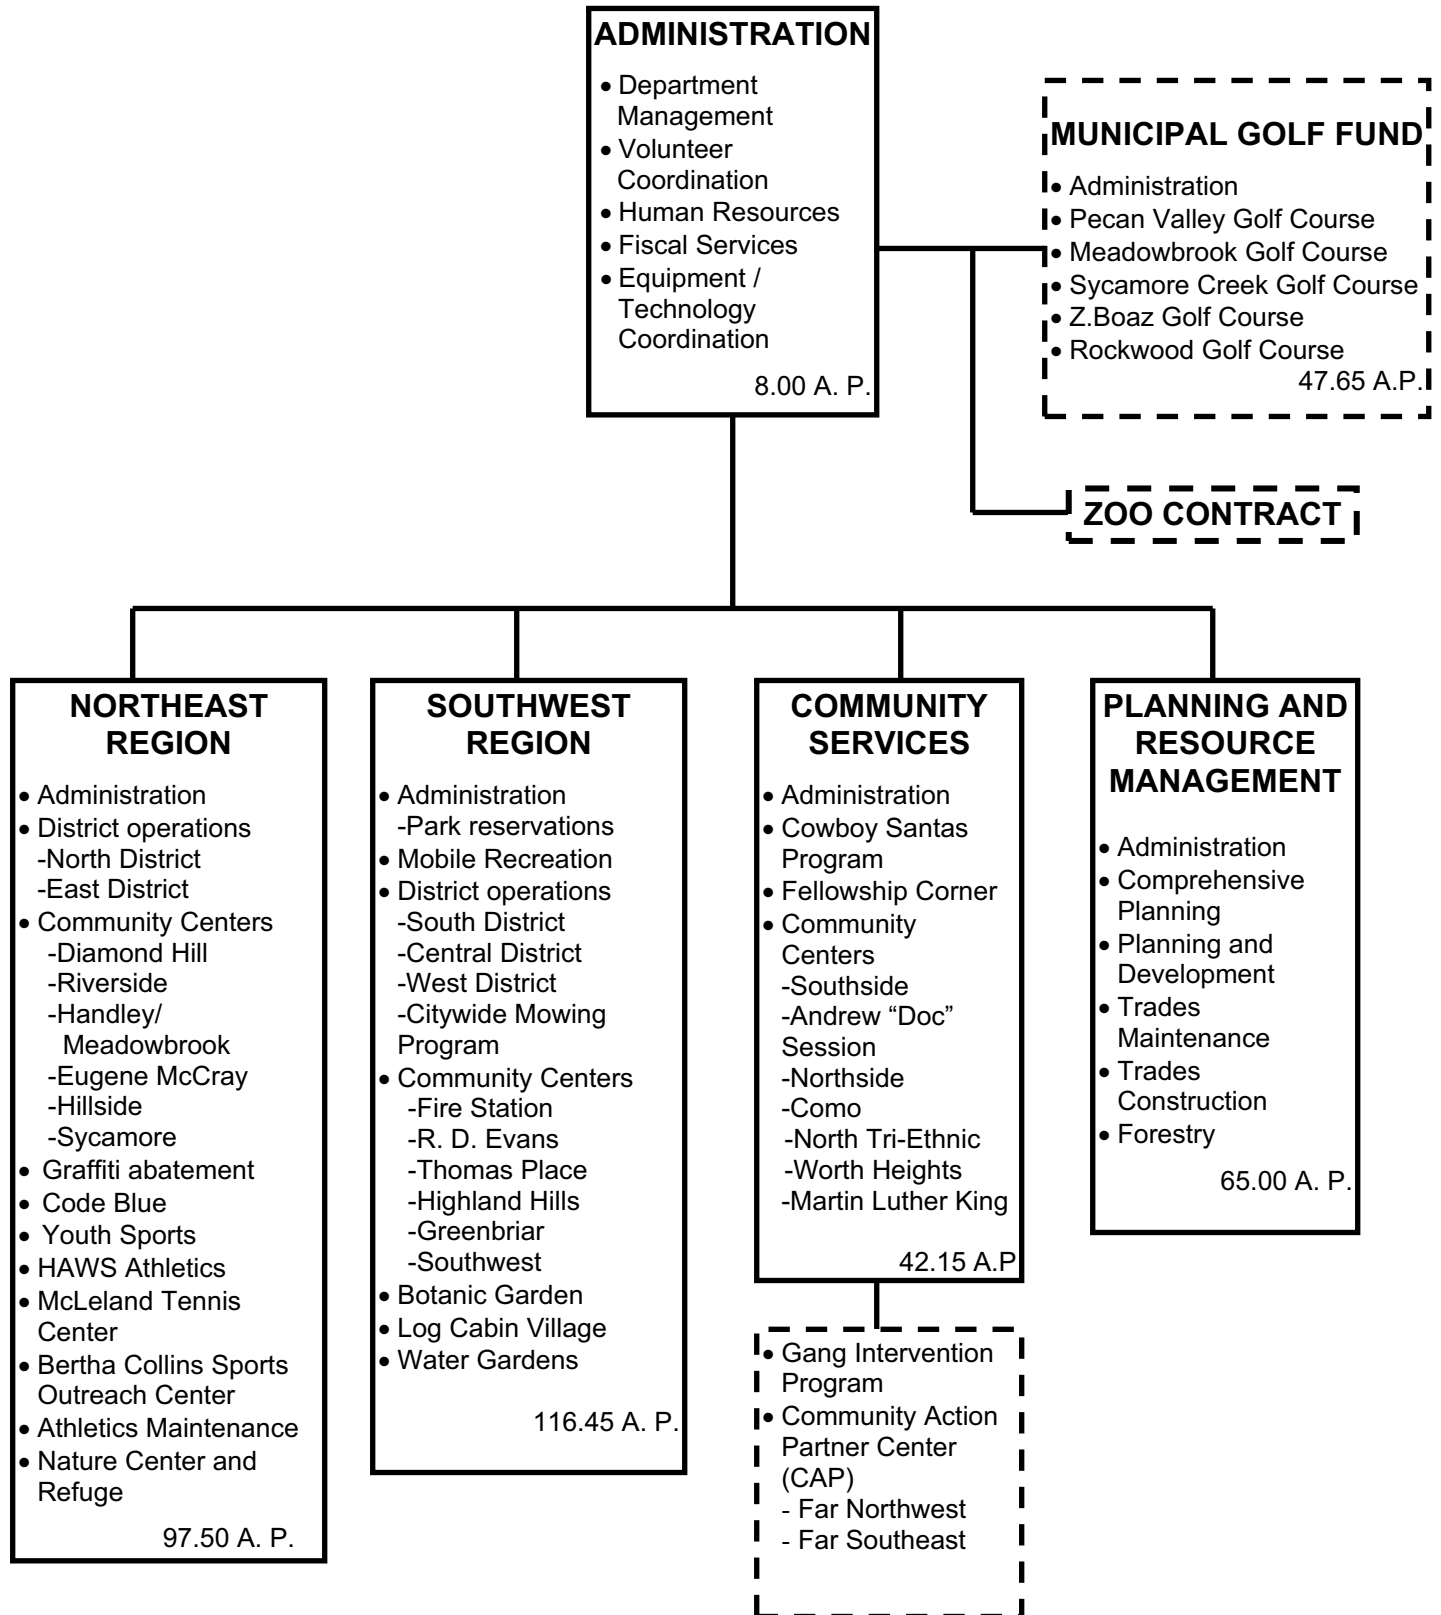 ADMINISTRATION
• Department
Management
• Volunteer
Coordination
• Human Resources
• Fiscal Services
• Equipment /
Technology
Coordination
8.00 A. P.
MUNICIPAL GOLF FUND
• Administration
• Pecan Valley Golf Course
• Meadowbrook Golf Course
• Sycamore Creek Golf Course
• Z.Boaz Golf Course
• Rockwood Golf Course
47.65 A.P.
ZOO CONTRACT
NORTHEAST
REGION
• Administration
• District operations
-North District
-East District
• Community Centers
-Diamond Hill
-Riverside
-Handley/
Meadowbrook
-Eugene McCray
-Hillside
-Sycamore
• Graffiti abatement
• Code Blue
• Youth Sports
• HAWS Athletics
• McLeland Tennis
Center
• Bertha Collins Sports
Outreach Center
• Athletics Maintenance
• Nature Center and
Refuge
97.50 A. P.
SOUTHWEST
REGION
• Administration
-Park reservations
• Mobile Recreation
• District operations
-South District
-Central District
-West District
-Citywide Mowing
Program
• Community Centers
-Fire Station
-R. D. Evans
-Thomas Place
-Highland Hills
-Greenbriar
-Southwest
• Botanic Garden
• Log Cabin Village
• Water Gardens
116.45 A. P.
COMMUNITY
SERVICES
• Administration
• Cowboy Santas
Program
• Fellowship Corner
• Community
Centers
-Southside
-Andrew “Doc”
Session
-Northside
-Como
-North Tri-Ethnic
-Worth Heights
-Martin Luther King
42.15 A.P
• Gang Intervention
Program
• Community Action
Partner Center
(CAP)
- Far Northwest
- Far Southeast
PLANNING AND
RESOURCE
MANAGEMENT
• Administration
• Comprehensive
Planning
• Planning and
Development
• Trades
Maintenance
• Trades
Construction
• Forestry
65.00 A. P.